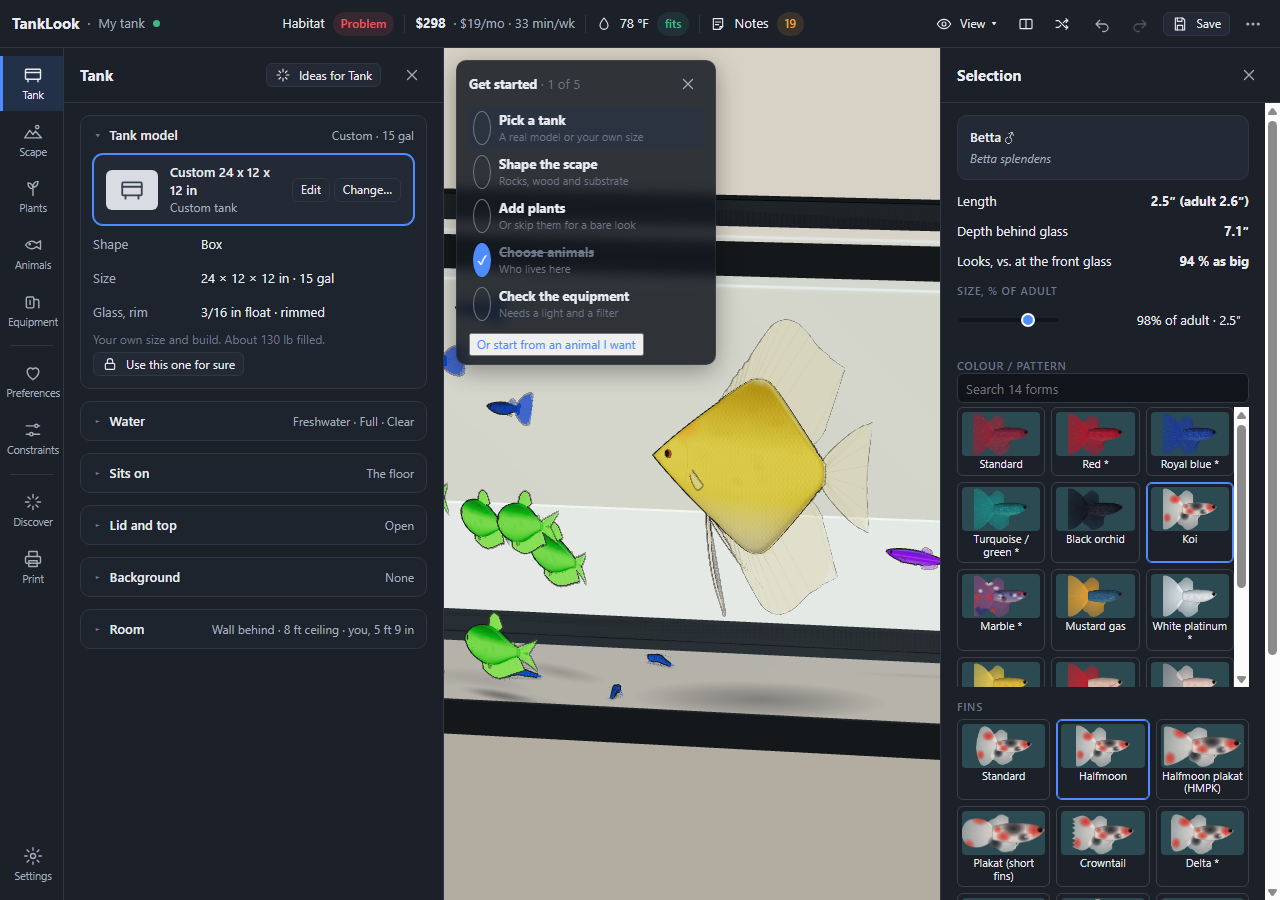 TankLook · My tank
Habitat Problem $298 · $19/mo · 33 min/wk 78 °F fits Notes 19 View Save
Tank
Scape
Plants
Animals
Equipment
Preferences
Constraints
Discover
Print
Settings
Tank Ideas for Tank
Tank model Custom · 15 gal
Custom 24 x 12 x
12 in
Custom tank
Edit Change...
Shape Box
Size 24 × 12 × 12 in · 15 gal
Glass, rim 3/16 in float · rimmed
Your own size and build. About 130 lb filled.
Use this one for sure
Water Freshwater · Full · Clear
Sits on The floor
Lid and top Open
Background None
Room Wall behind · 8 ft ceiling · you, 5 ft 9 in
Get started · 1 of 5
Pick a tank
A real model or your own size
Shape the scape
Rocks, wood and substrate
Add plants
Or skip them for a bare look
Choose animals
Who lives here
Check the equipment
Needs a light and a filter
Or start from an animal I want
Selection
Betta ♂
Betta splendens
Length 2.5″ (adult 2.6″)
Depth behind glass 7.1″
Looks, vs. at the front glass 94 % as big
SIZE, % OF ADULT
98% of adult · 2.5″
COLOUR / PATTERN
Search 14 forms
Standard Red * Royal blue *
Turquoise /
green *
Black orchid Koi
Marble * Mustard gas
White platinum
*
FINS
Standard Halfmoon
Halfmoon plakat
(HMPK)
Plakat (short
fins)
Crowntail Delta *